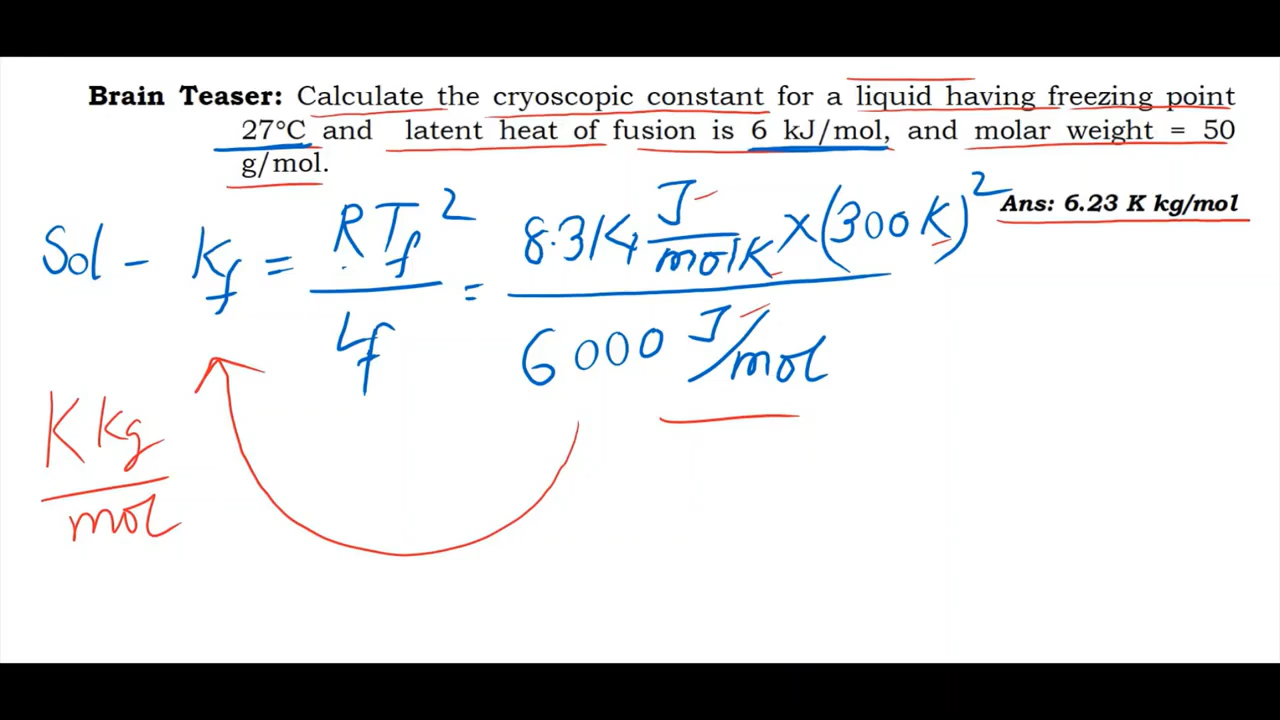 Brain Teaser: Calculate the cryoscopic constant for a liquid having freezing point
27°C and latent heat of fusion is 6 kJ/mol, and molar weight = 50
g/mol.
Ans: 6.23 K kg/mol
Sol - Kf = RTf² / Lf = 8.314 J/mol K × (300 K)² / 6000 J/mol
K kg / mol